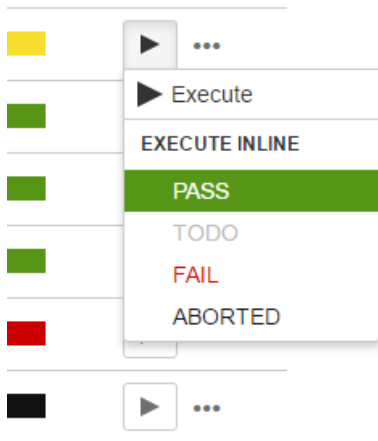 Execute
EXECUTE INLINE
PASS
TODO
FAIL
ABORTED